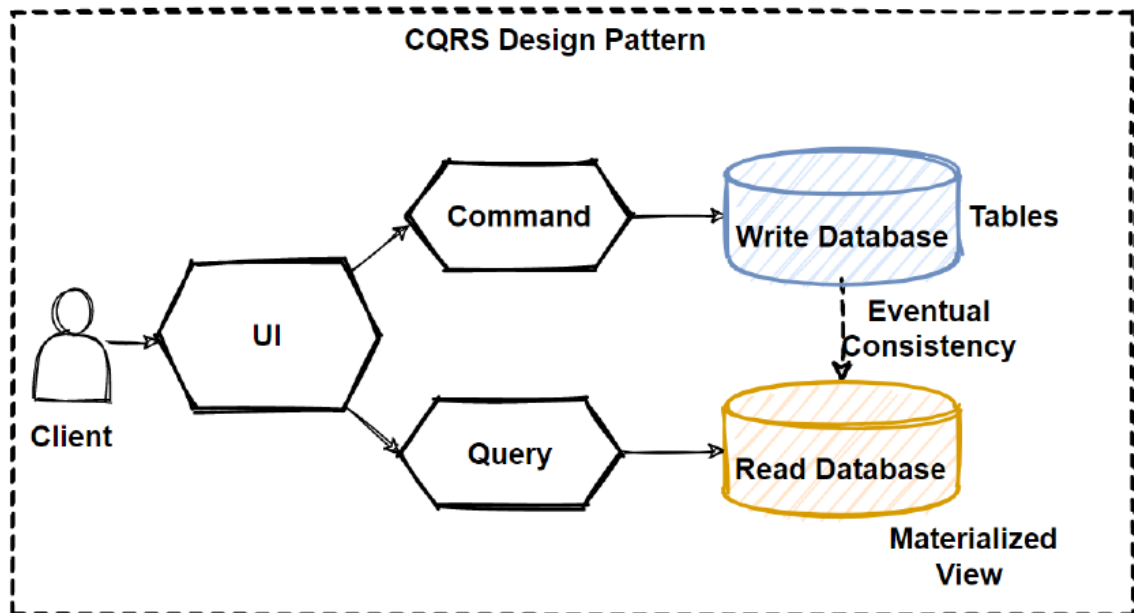 CQRS Design Pattern
Command
Write Database
Tables
UI
Eventual
Consistency
Client
Query
Read Database
Materialized
View